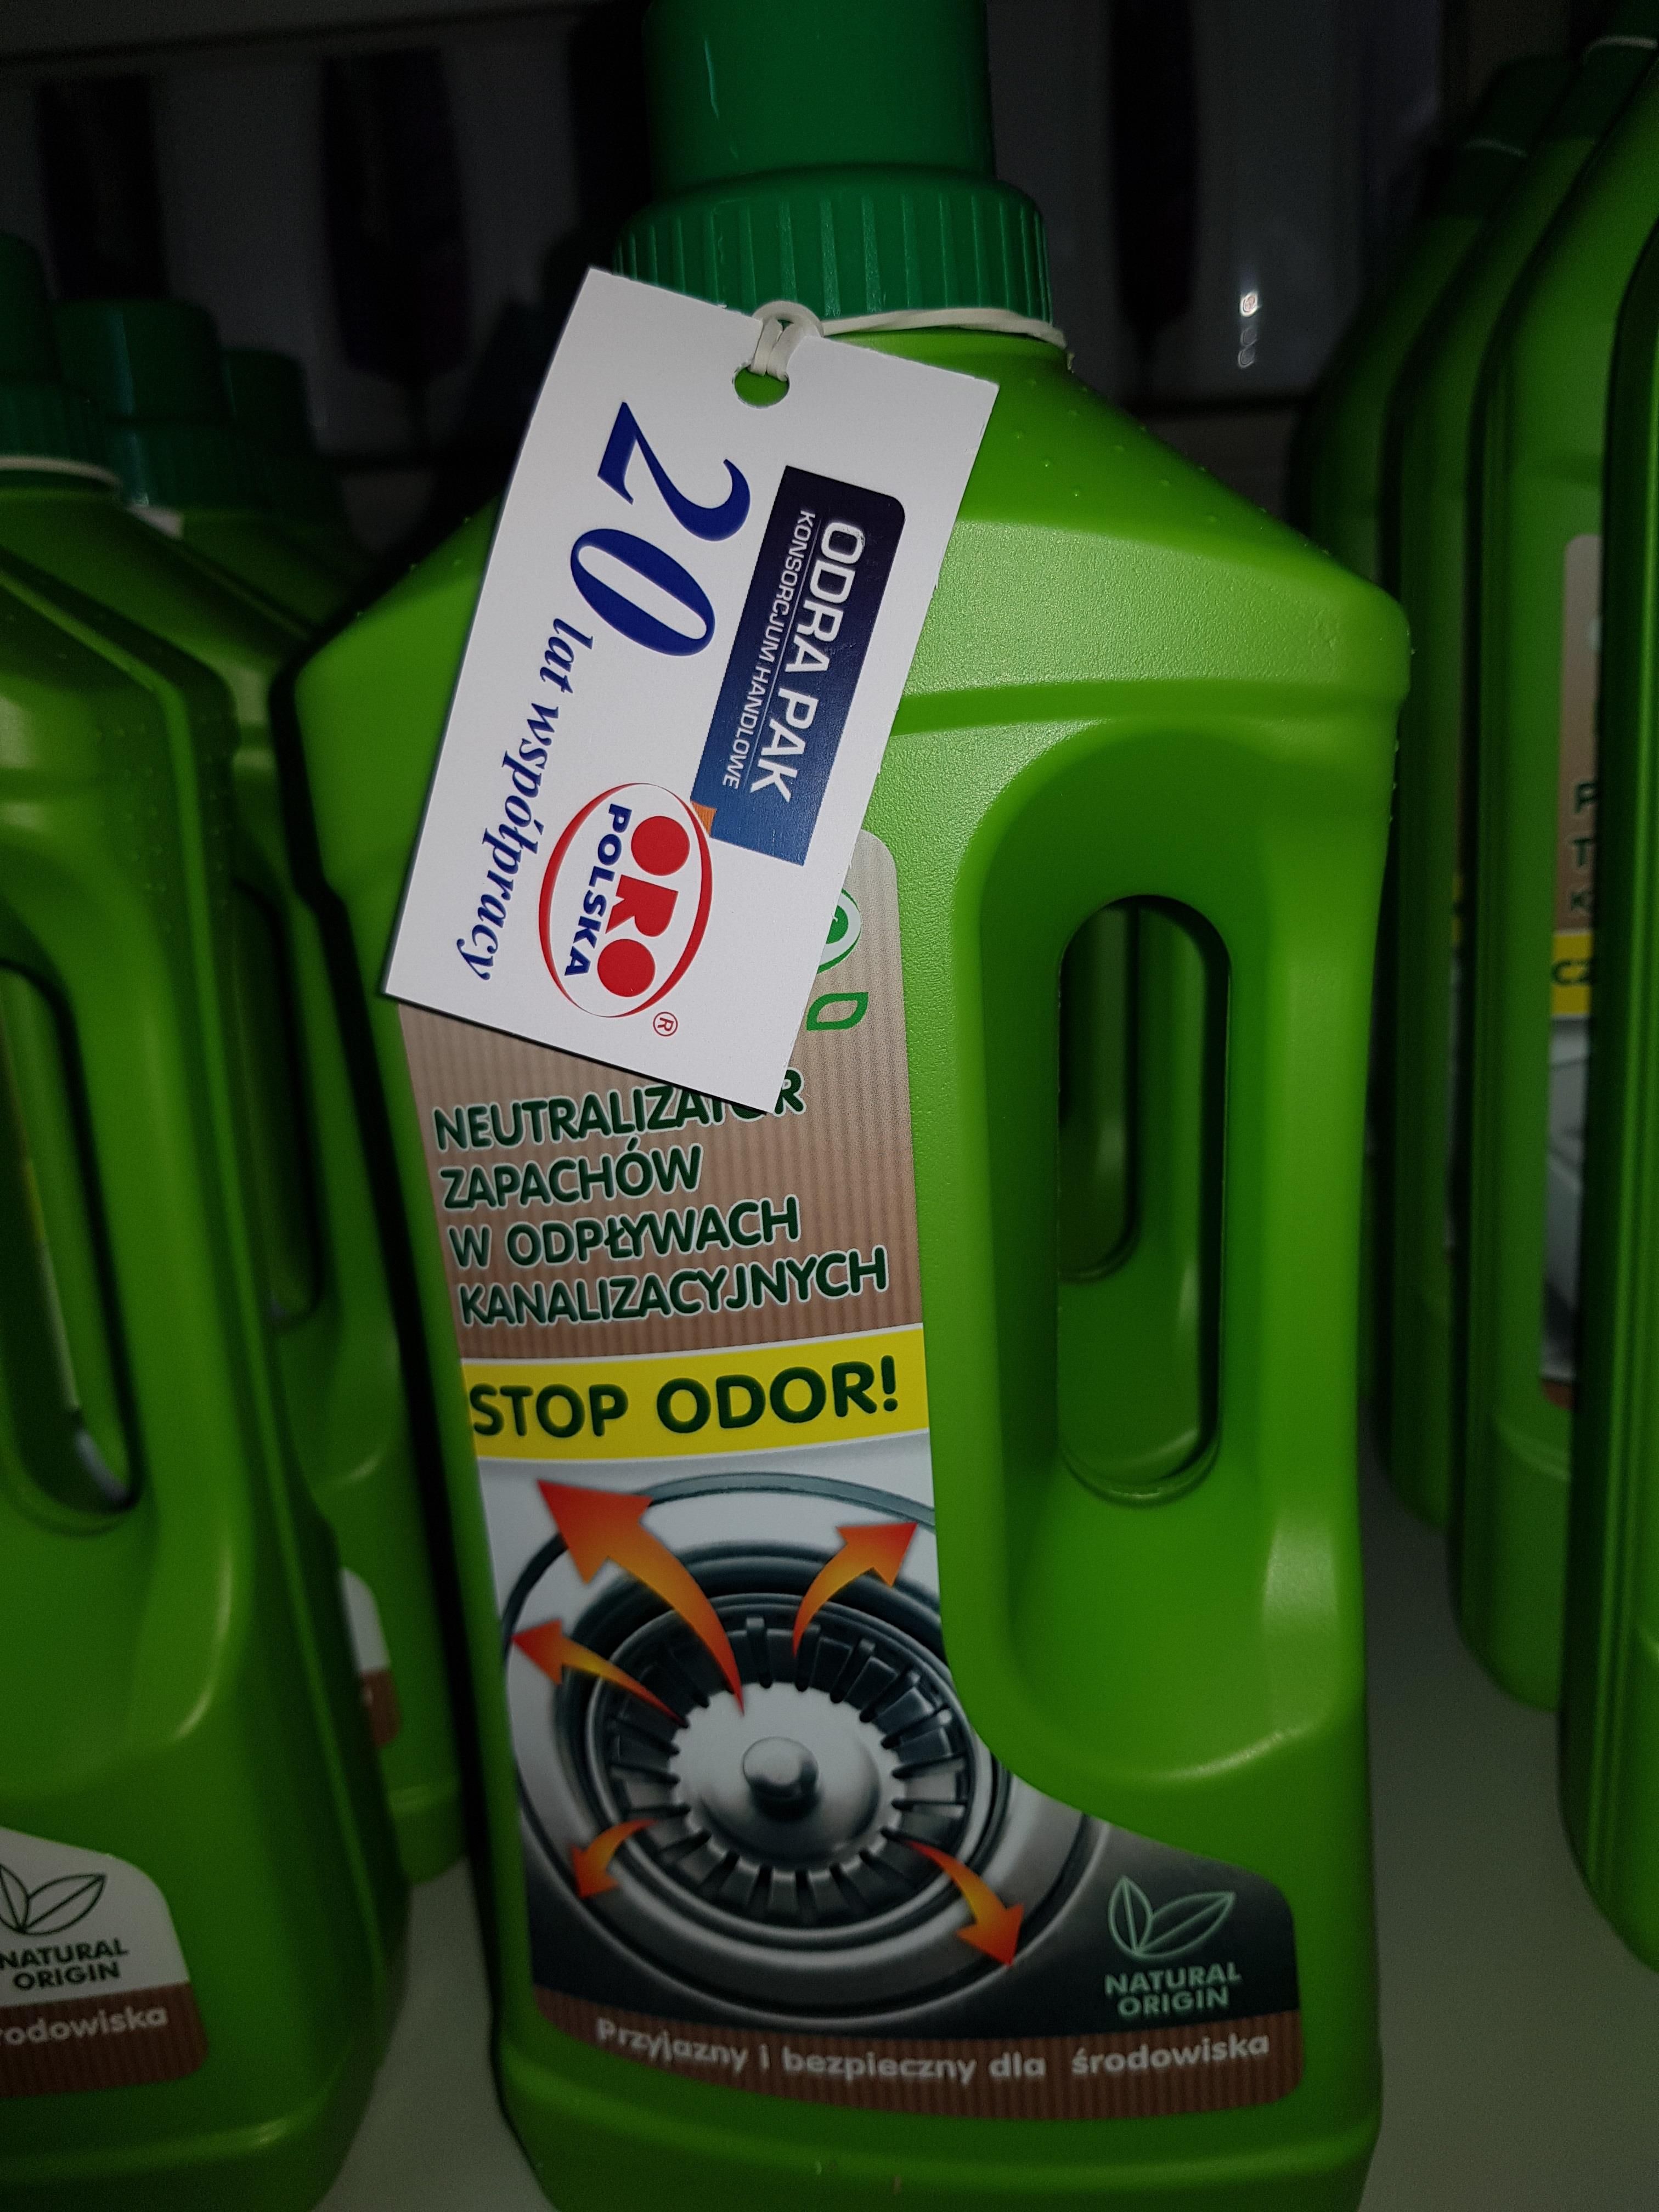 ODRA PAK
KONSORCJUM HANDLOWE
20 lat współpracy
ORO
POLSKA
®
NEUTRALIZATOR
ZAPACHÓW
W ODPŁYWACH
KANALIZACYJNYCH
STOP ODOR!
NATURAL
ORIGIN
Przyjazny i bezpieczny dla środowiska
NATURAL
ORIGIN